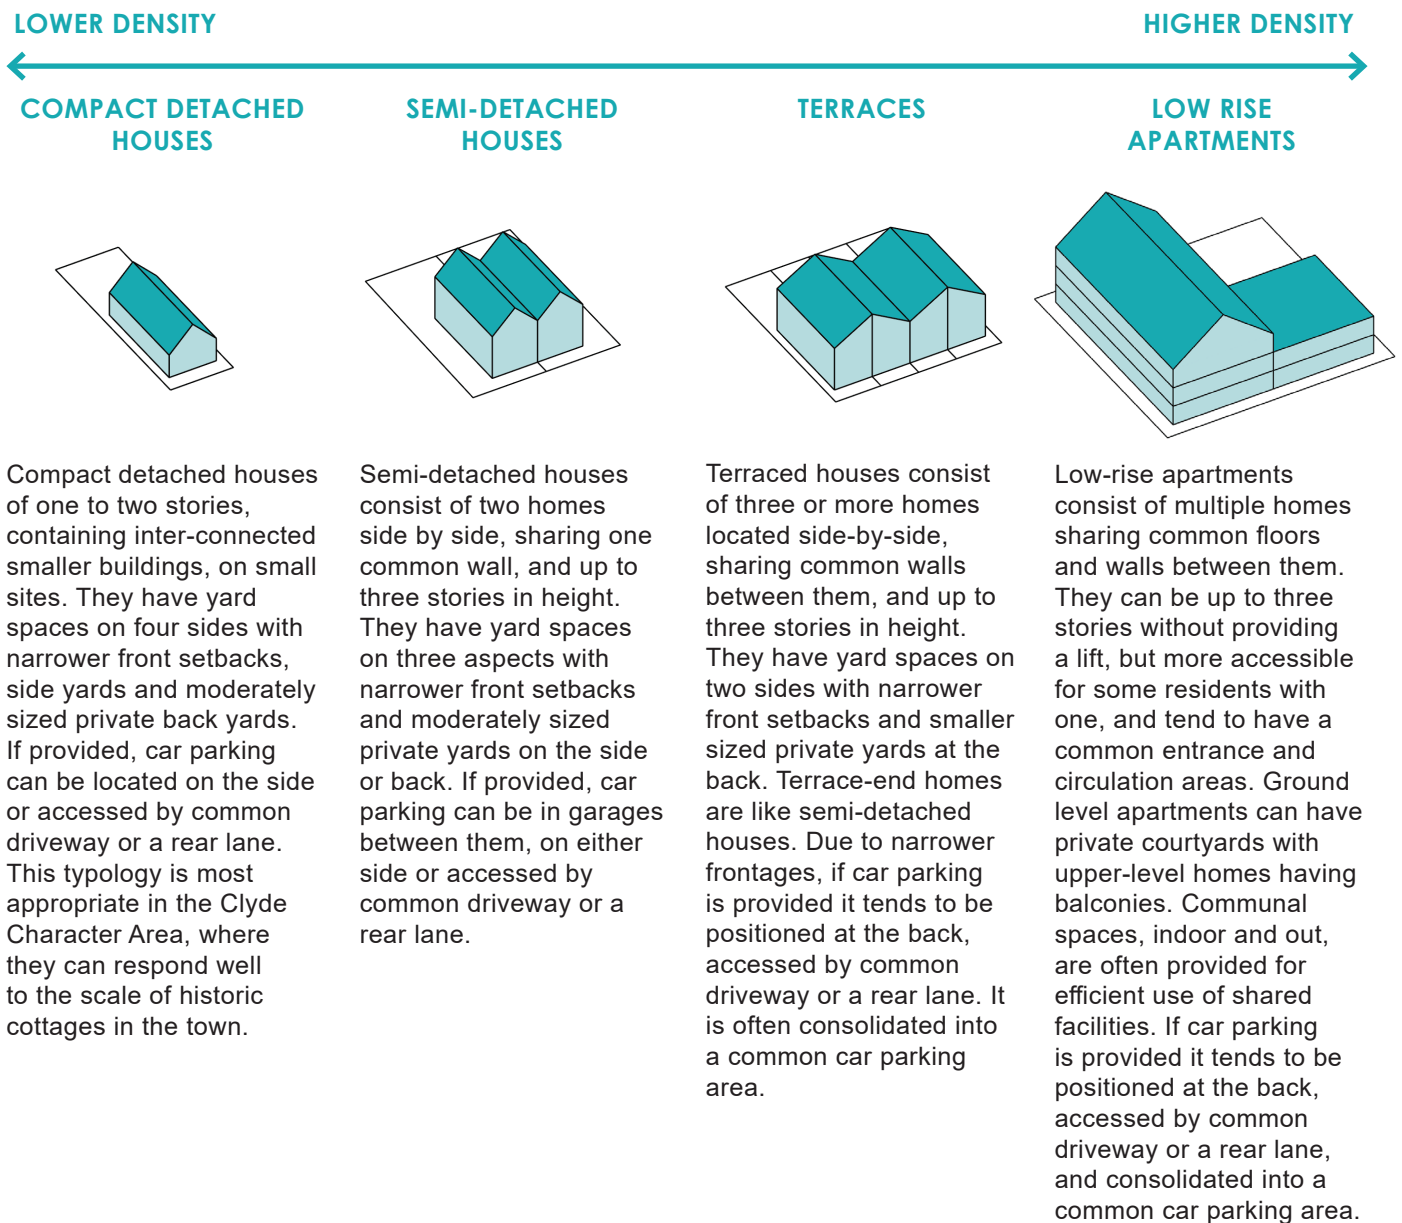 LOWER DENSITY
HIGHER DENSITY
COMPACT DETACHED
HOUSES
SEMI-DETACHED
HOUSES
TERRACES
LOW RISE
APARTMENTS
Compact detached houses
of one to two stories,
containing inter-connected
smaller buildings, on small
sites. They have yard
spaces on four sides with
narrower front setbacks,
side yards and moderately
sized private back yards.
If provided, car parking
can be located on the side
or accessed by common
driveway or a rear lane.
This typology is most
appropriate in the Clyde
Character Area, where
they can respond well
to the scale of historic
cottages in the town.
Semi-detached houses
consist of two homes
side by side, sharing one
common wall, and up to
three stories in height.
They have yard spaces
on three aspects with
narrower front setbacks
and moderately sized
private yards on the side
or back. If provided, car
parking can be in garages
between them, on either
side or accessed by
common driveway or a
rear lane.
Terraced houses consist
of three or more homes
located side-by-side,
sharing common walls
between them, and up to
three stories in height.
They have yard spaces on
two sides with narrower
front setbacks and smaller
sized private yards at the
back. Terrace-end homes
are like semi-detached
houses. Due to narrower
frontages, if car parking
is provided it tends to be
positioned at the back,
accessed by common
driveway or a rear lane. It
is often consolidated into
a common car parking
area.
Low-rise apartments
consist of multiple homes
sharing common floors
and walls between them.
They can be up to three
stories without providing
a lift, but more accessible
for some residents with
one, and tend to have a
common entrance and
circulation areas. Ground
level apartments can have
private courtyards with
upper-level homes having
balconies. Communal
spaces, indoor and out,
are often provided for
efficient use of shared
facilities. If car parking
is provided it tends to be
positioned at the back,
accessed by common
driveway or a rear lane,
and consolidated into a
common car parking area.